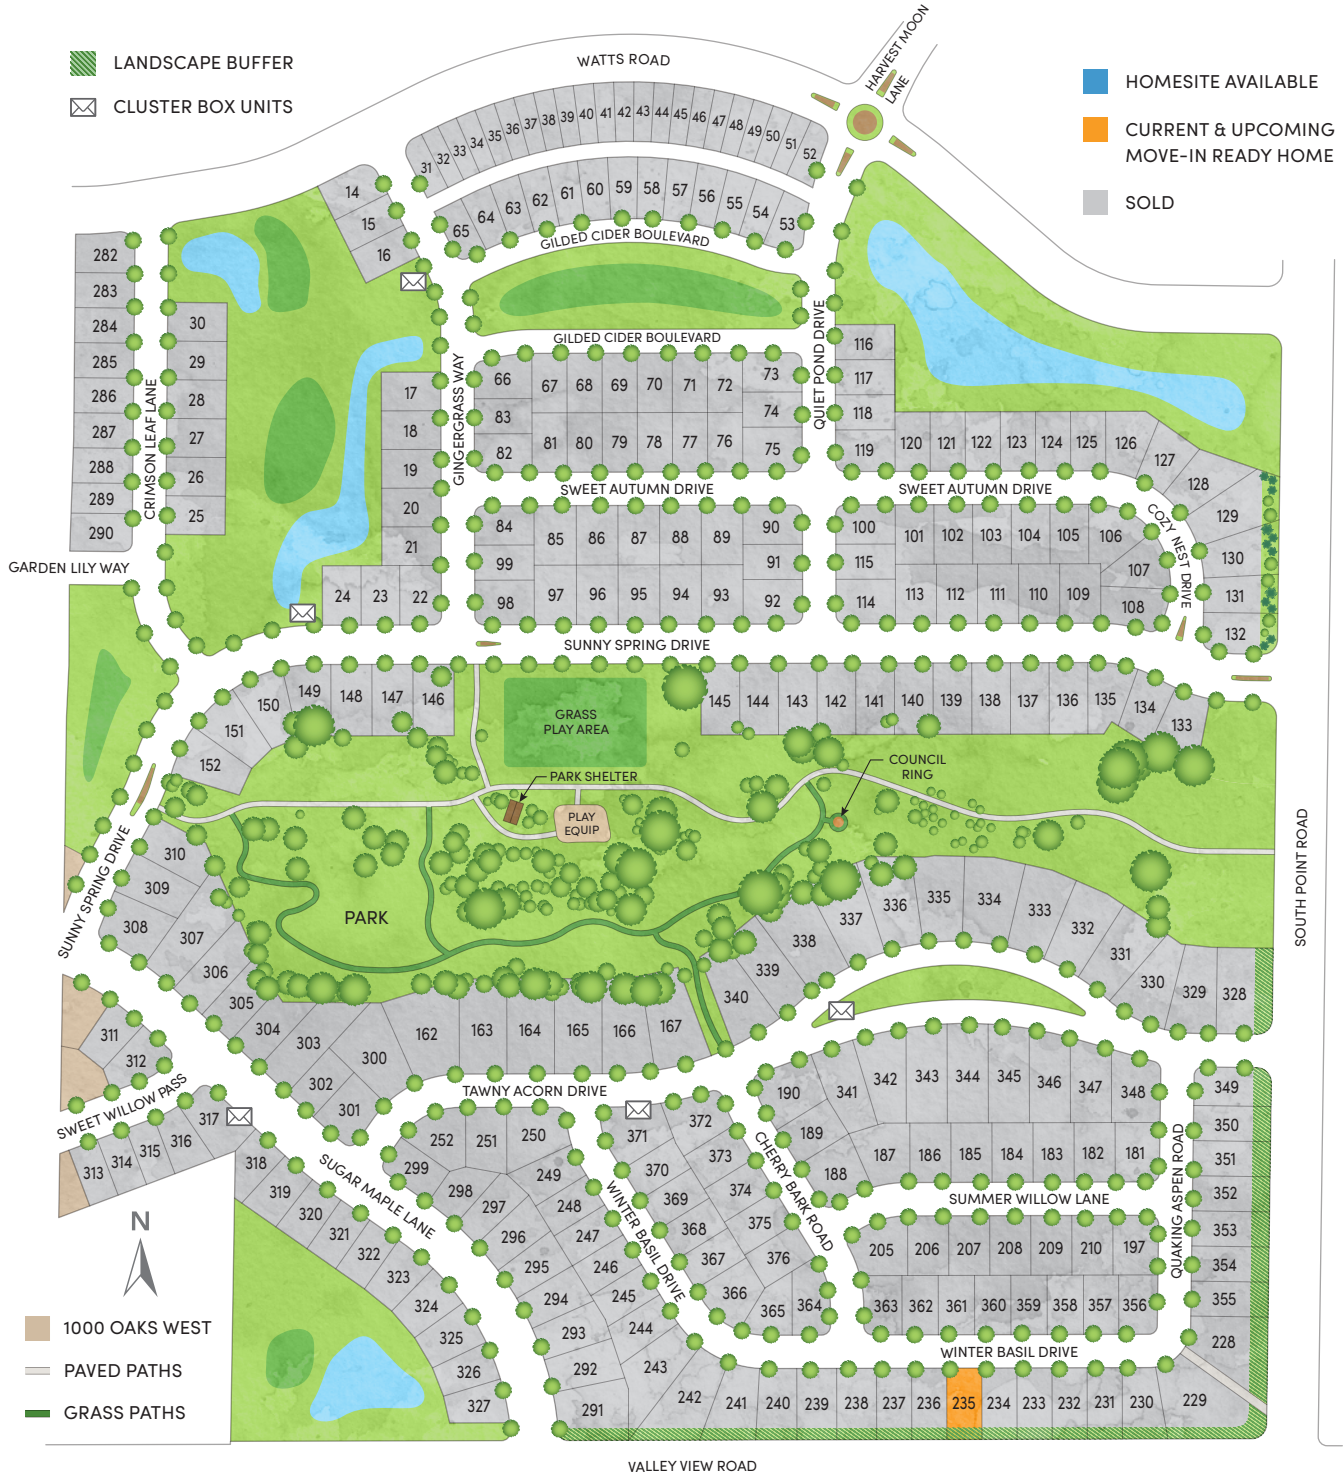 LANDSCAPE BUFFER
CLUSTER BOX UNITS
WATTS ROAD
HARVEST MOON
LANE
HOMESITE AVAILABLE
CURRENT & UPCOMING
MOVE-IN READY HOME
SOLD
31 32 33 34 35 36 37 38 39 40 41 42 43 44 45 46 47 48 49 50 51 52
14
15
16
65 64 63 62 61 60 59 58 57 56 55 54 53
GILDED CIDER BOULEVARD
282
283
284
285
286
287
288
289
290
CRIMSON LEAF LANE
30
29
28
27
26
25
GARDEN LILY WAY
17
18
19
20
21
24 23 22
GINGERGRASS WAY
GILDED CIDER BOULEVARD
QUIET POND DRIVE
66 67 68 69 70 71 72 73
83 74
82 81 80 79 78 77 76 75
116
117
118
119 120 121 122 123 124 125 126 127 128 129 130 131 132
SWEET AUTUMN DRIVE
SWEET AUTUMN DRIVE
COZY NEST DRIVE
84 85 86 87 88 89 90
99 91
98 97 96 95 94 93 92
100 101 102 103 104 105 106
115 107
114 113 112 111 110 109 108
SUNNY SPRING DRIVE
152 151 150 149 148 147 146
GRASS
PLAY AREA
145 144 143 142 141 140 139 138 137 136 135 134 133
PARK SHELTER
COUNCIL
RING
PLAY
EQUIP
PARK
SUNNY SPRING DRIVE
SOUTH POINT ROAD
310
309
308 307
306
305
304 303
302 300
301
162 163 164 165 166 167
340 339 338 337 336 335 334 333 332 331 330 329 328
311
312
SWEET WILLOW PASS
313 314 315 316 317
TAWNY ACORN DRIVE
318
319
320
321
322
323
324
325
326
327
SUGAR MAPLE LANE
252 251 250
299 298 297 249
296 248
295 247
294 246
293 245
292 244
291 243
242
WINTER BASIL DRIVE
371 372
370 373
369 374
368 375
367 376
366 365 364
CHERRY BARK ROAD
190 341 342 343 344 345 346 347 348
189
188 187 186 185 184 183 182 181
SUMMER WILLOW LANE
205 206 207 208 209 210 197
363 362 361 360 359 358 357 356
QUAKING ASPEN ROAD
349
350
351
352
353
354
355
228
WINTER BASIL DRIVE
241 240 239 238 237 236 235 234 233 232 231 230 229
N
1000 OAKS WEST
PAVED PATHS
GRASS PATHS
VALLEY VIEW ROAD